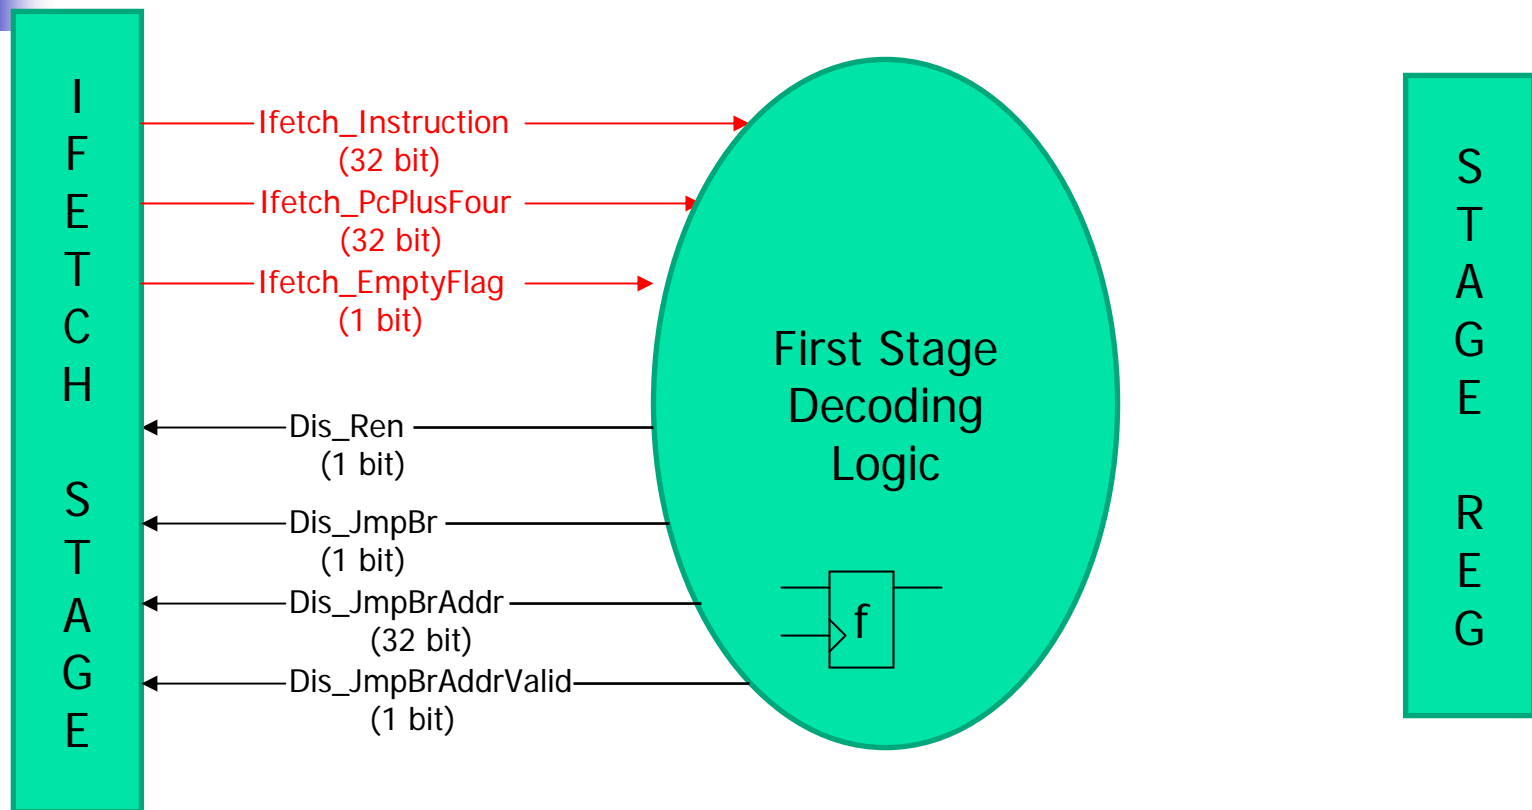 IFETCH STAGE
Ifetch_Instruction
(32 bit)
Ifetch_PcPlusFour
(32 bit)
Ifetch_EmptyFlag
(1 bit)
Dis_Ren
(1 bit)
Dis_JmpBr
(1 bit)
Dis_JmpBrAddr
(32 bit)
Dis_JmpBrAddrValid
(1 bit)
First Stage
Decoding
Logic
f
STAGE REG